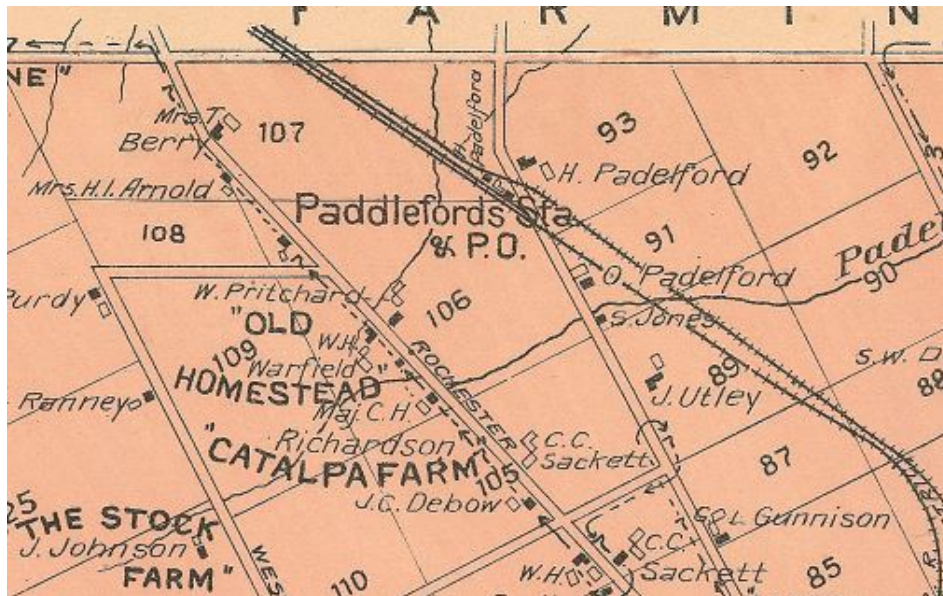 F A R M I N
NE"
Mrs. T.
Berry
107
93
92
H. Padelford
Mrs. H. I. Arnold
H. Padelford
108
Paddlefords Sta
& P.O.
91
Padel
90
O. Padelford
Purdy
W. Pritchard
106
"OLD
HOMESTEAD"
109
W.H.
Warfield
ROCHESTER
S. Jones
89
S. W.
88
Ranney
Maj. C. H.
Richardson
J. Utley
"CATALPA FARM"
105
C. C.
Sackett
87
J. C. Debow
25
"THE STOCK
FARM"
J. Johnson
G & L Gunnison
C. C.
Sackett
W. H.
WES
110
85